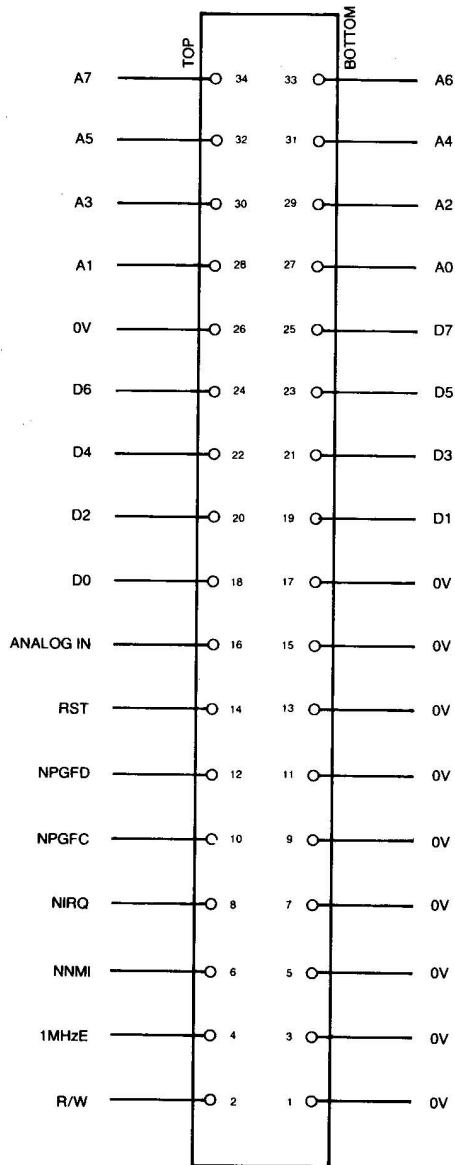 TOP BOTTOM
A7 34 33 A6
A5 32 31 A4
A3 30 29 A2
A1 28 27 A0
0V 26 25 D7
D6 24 23 D5
D4 22 21 D3
D2 20 19 D1
D0 18 17 0V
ANALOG IN 16 15 0V
RST 14 13 0V
NPGFD 12 11 0V
NPGFC 10 9 0V
NIRQ 8 7 0V
NNMI 6 5 0V
1MHzE 4 3 0V
R/W 2 1 0V